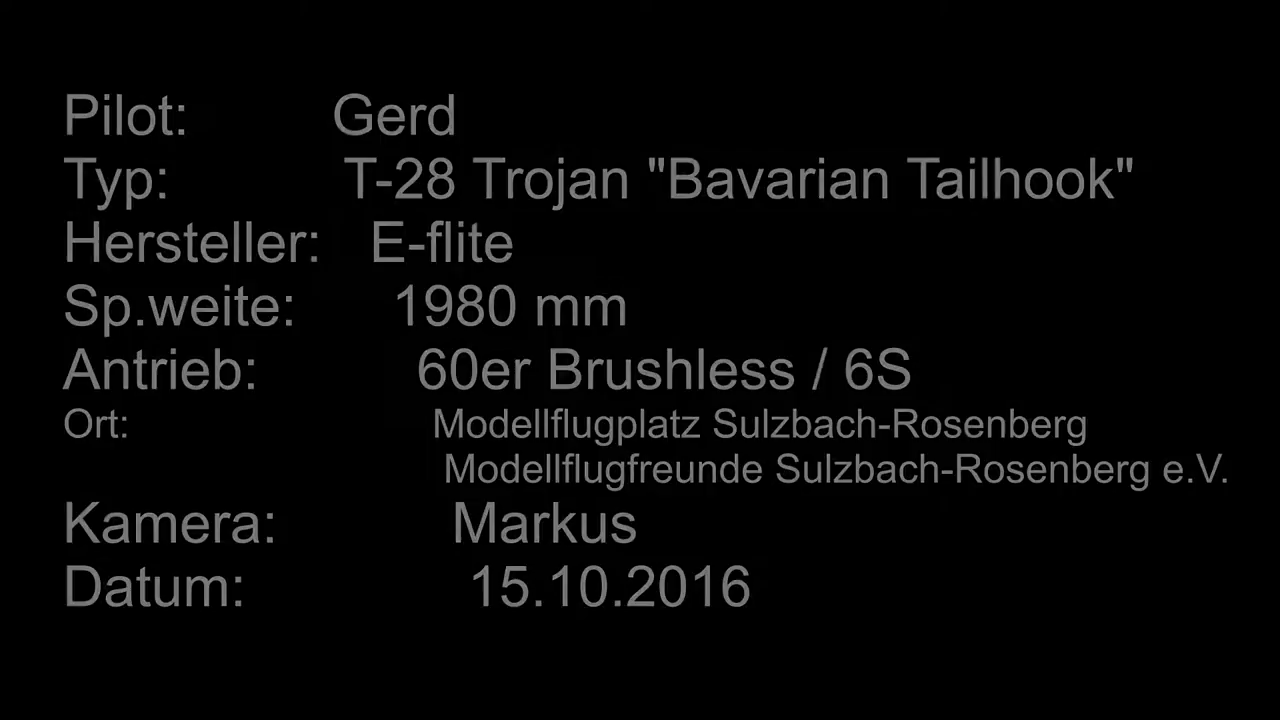 Pilot: Gerd
Typ: T-28 Trojan "Bavarian Tailhook"
Hersteller: E-flite
Sp.weite: 1980 mm
Antrieb: 60er Brushless / 6S
Ort: Modellflugplatz Sulzbach-Rosenberg
Modellflugfreunde Sulzbach-Rosenberg e.V.
Kamera: Markus
Datum: 15.10.2016